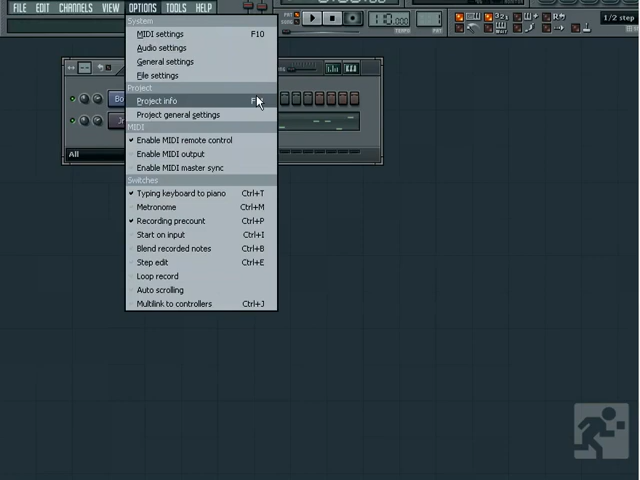 FILE EDIT CHANNELS VIEW OPTIONS TOOLS HELP
110.000
1/2 step
System
MIDI settings F10
Audio settings
General settings
File settings
Project
Project info
Project general settings
MIDI
Enable MIDI remote control
Enable MIDI output
Enable MIDI master sync
Switches
Typing keyboard to piano Ctrl+T
Metronome Ctrl+M
Recording precount Ctrl+P
Start on input Ctrl+I
Blend recorded notes Ctrl+B
Step edit Ctrl+E
Loop record
Auto scrolling
Multilink to controllers Ctrl+J
All